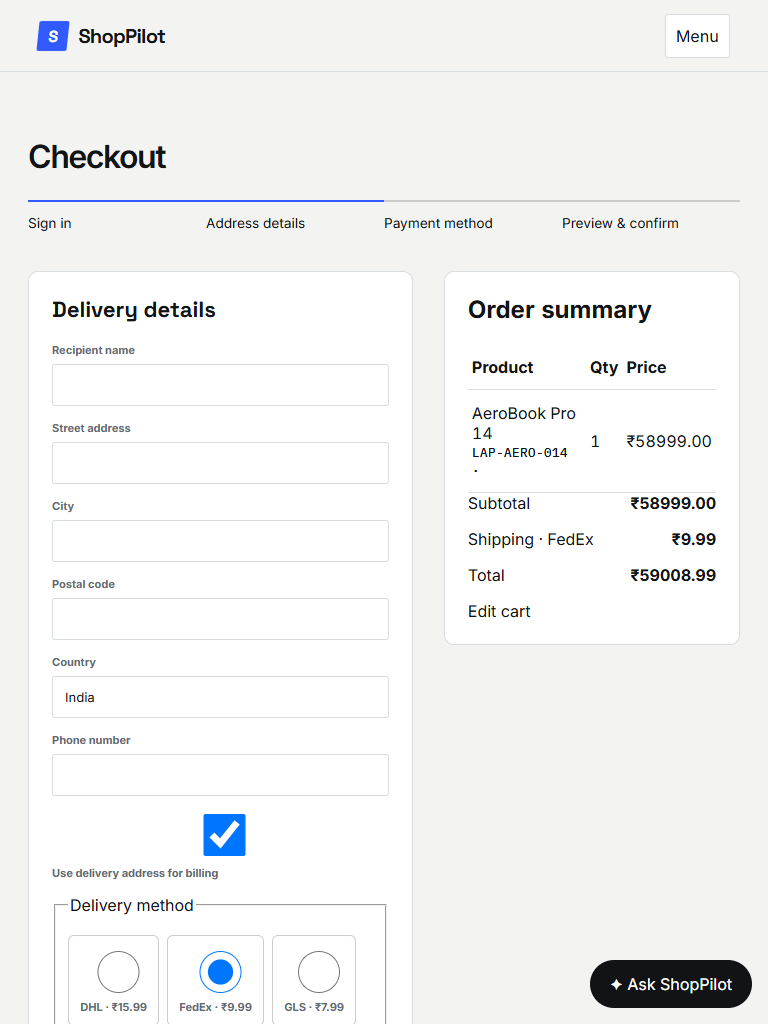 S ShopPilot
Menu
Checkout
Sign in
Address details
Payment method
Preview & confirm
Delivery details
Recipient name
Street address
City
Postal code
Country
India
Phone number
Use delivery address for billing
Delivery method
DHL · ₹15.99
FedEx · ₹9.99
GLS · ₹7.99
Order summary
Product Qty Price
AeroBook Pro
14
LAP-AERO-014
·
1
₹58999.00
Subtotal ₹58999.00
Shipping · FedEx ₹9.99
Total ₹59008.99
Edit cart
✦ Ask ShopPilot